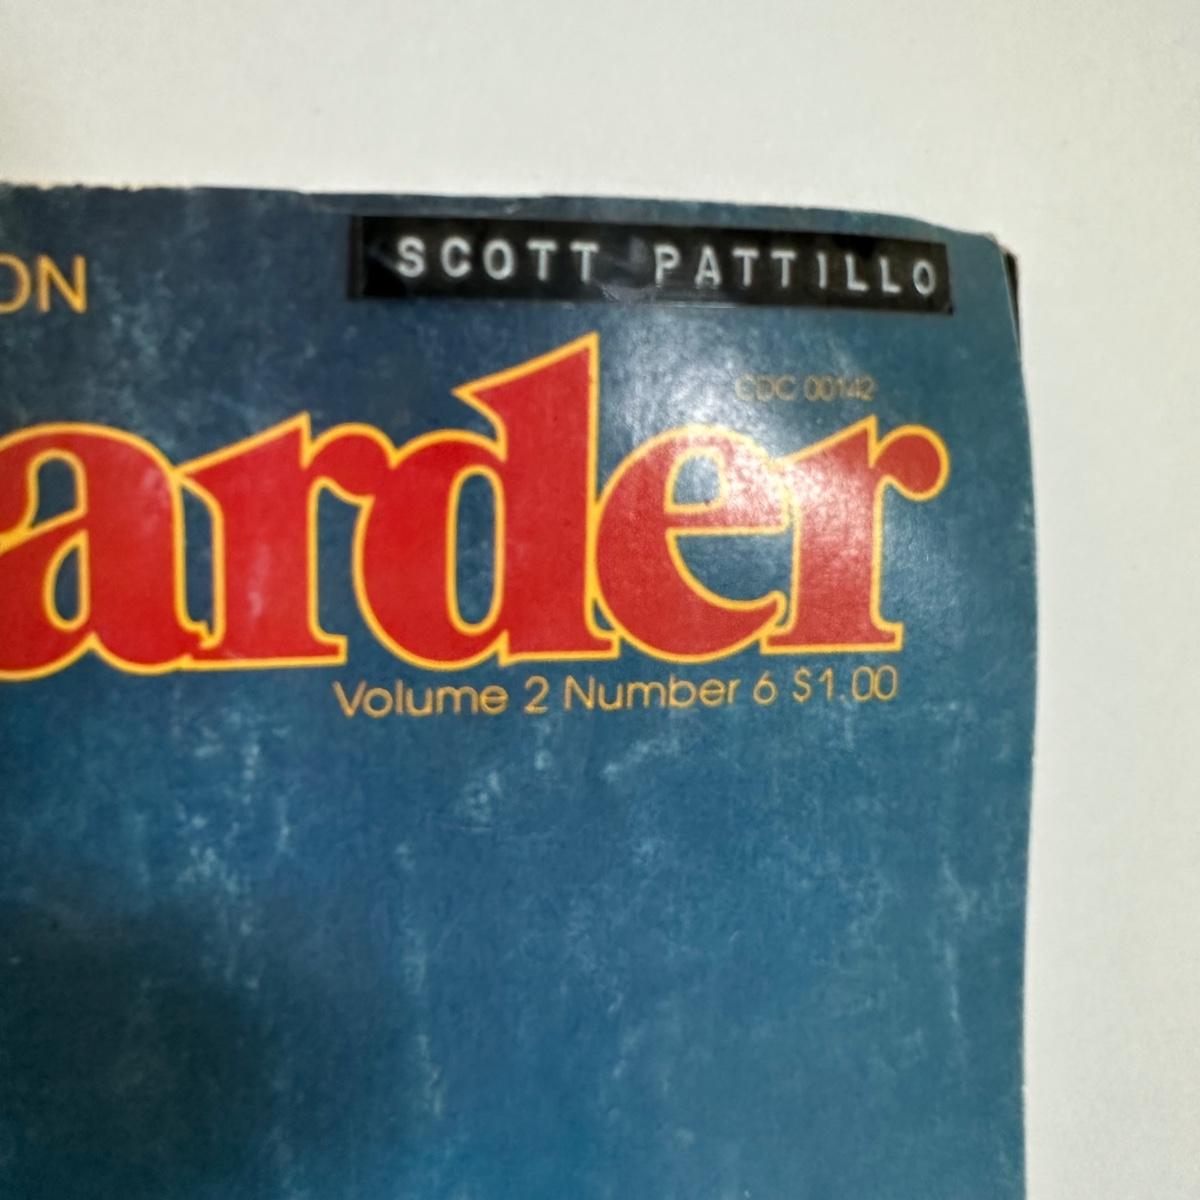 SCOTT PATTILLO
ON
CDC 00142
arder
Volume 2 Number 6 $1.00